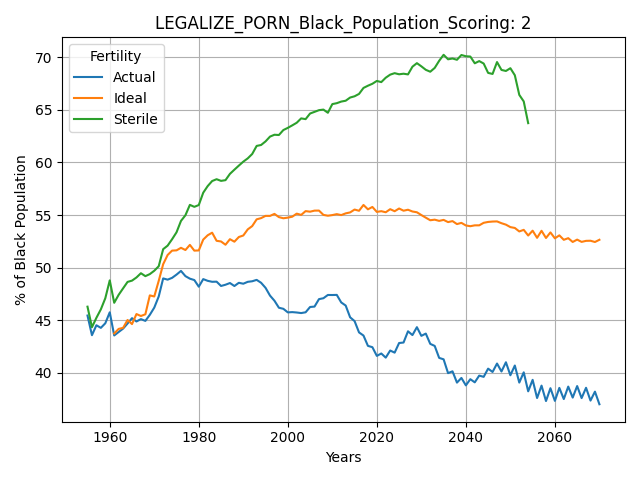 LEGALIZE_PORN_Black_Population_Scoring: 2
Fertility
Actual
Ideal
Sterile
% of Black Population
70
65
60
55
50
45
40
1960
1980
2000
2020
2040
2060
Years